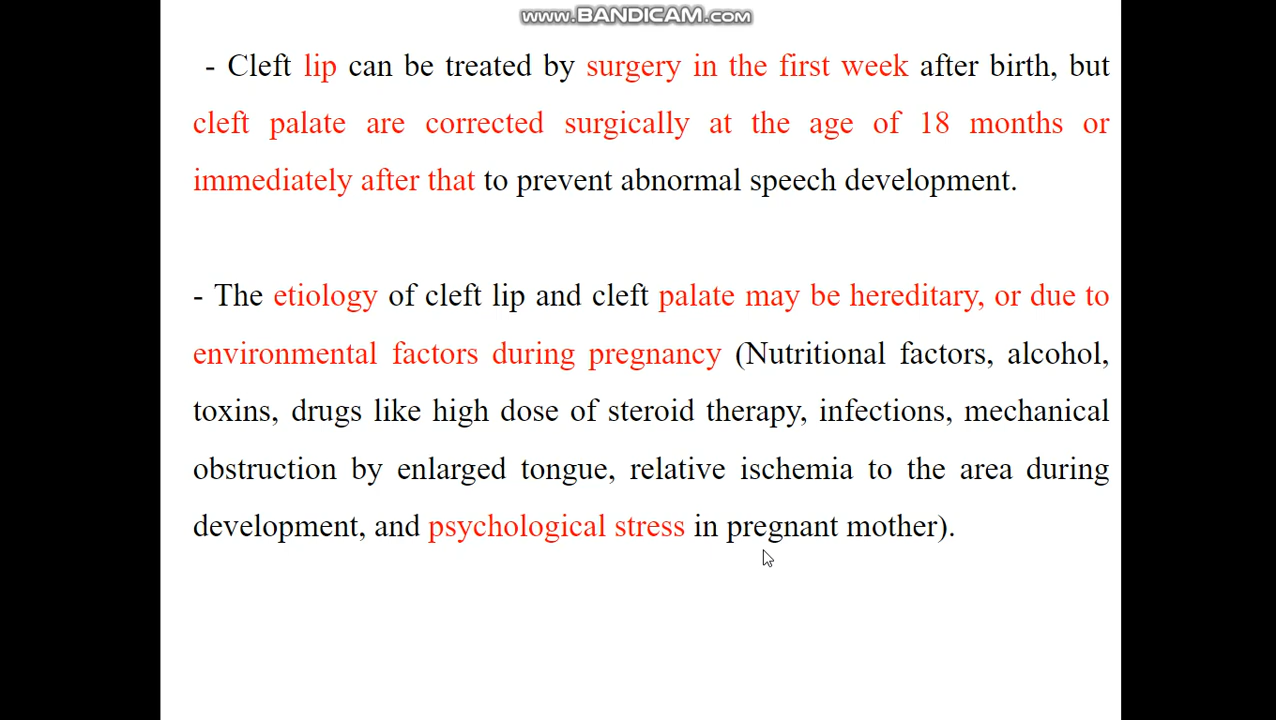 www.BANDICAM.com
- Cleft lip can be treated by surgery in the first week after birth, but
cleft palate are corrected surgically at the age of 18 months or
immediately after that to prevent abnormal speech development.
- The etiology of cleft lip and cleft palate may be hereditary, or due to
environmental factors during pregnancy (Nutritional factors, alcohol,
toxins, drugs like high dose of steroid therapy, infections, mechanical
obstruction by enlarged tongue, relative ischemia to the area during
development, and psychological stress in pregnant mother).